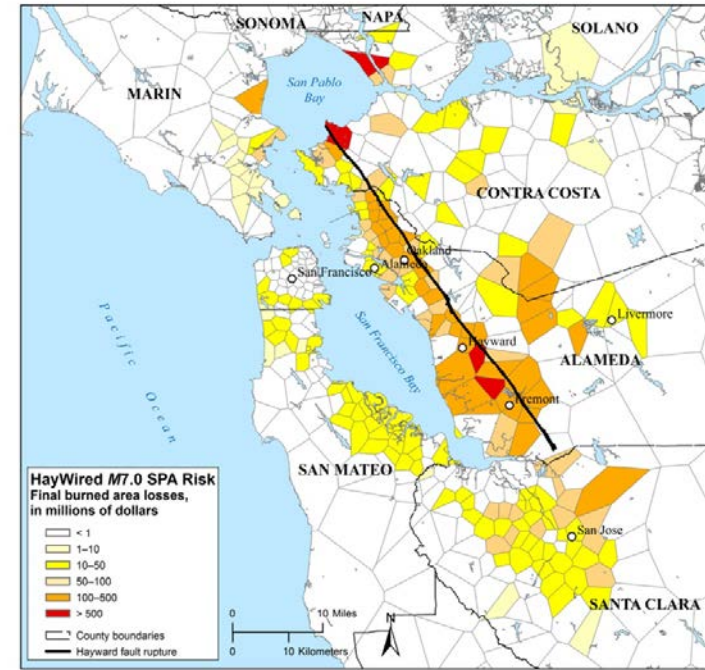 SONOMA
NAPA
SOLANO
San Pablo
Bay
MARIN
CONTRA COSTA
Oakland
Alameda
San Francisco
Livermore
Hayward
San Francisco Bay
ALAMEDA
Pacific Ocean
Fremont
SAN MATEO
San Jose
SANTA CLARA
HayWired M7.0 SPA Risk
Final burned area losses,
in millions of dollars
< 1
1–10
10–50
50–100
100–500
> 500
County boundaries
Hayward fault rupture
0 10 Miles
0 10 Kilometers
N